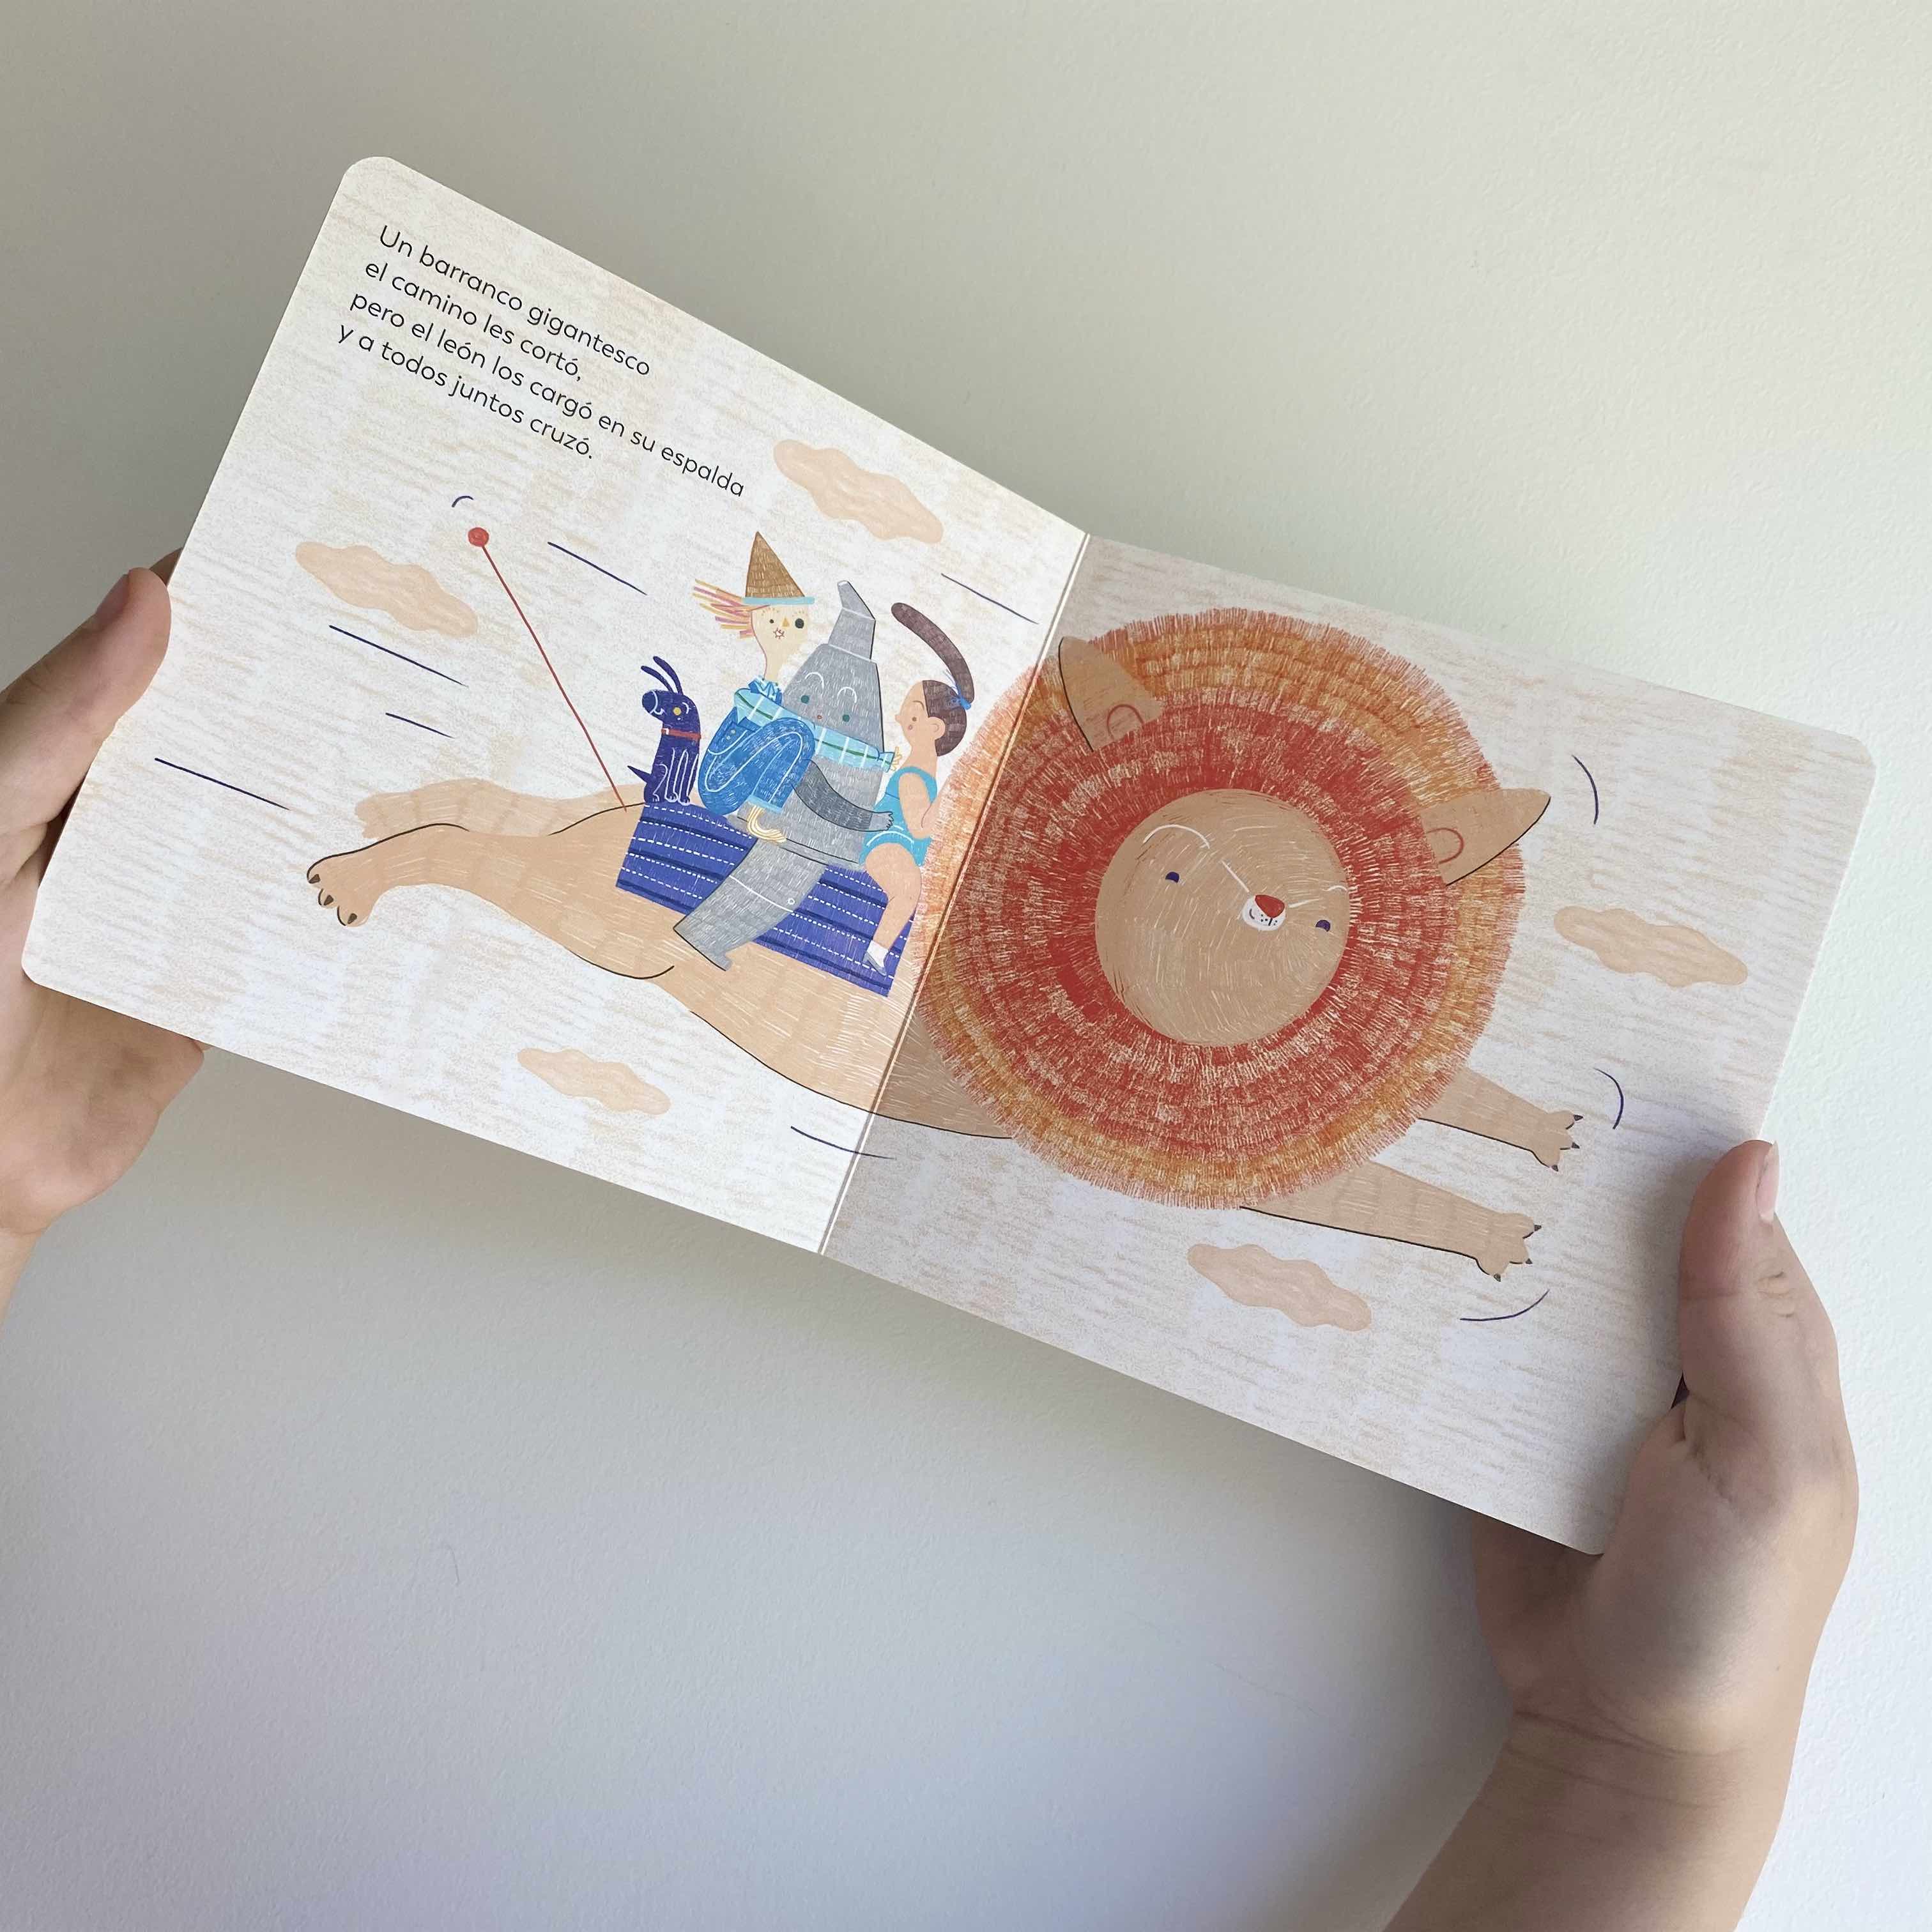 Un barranco gigantesco
el camino les cortó,
pero el león los cargó en su espalda
y a todos juntos cruzó.